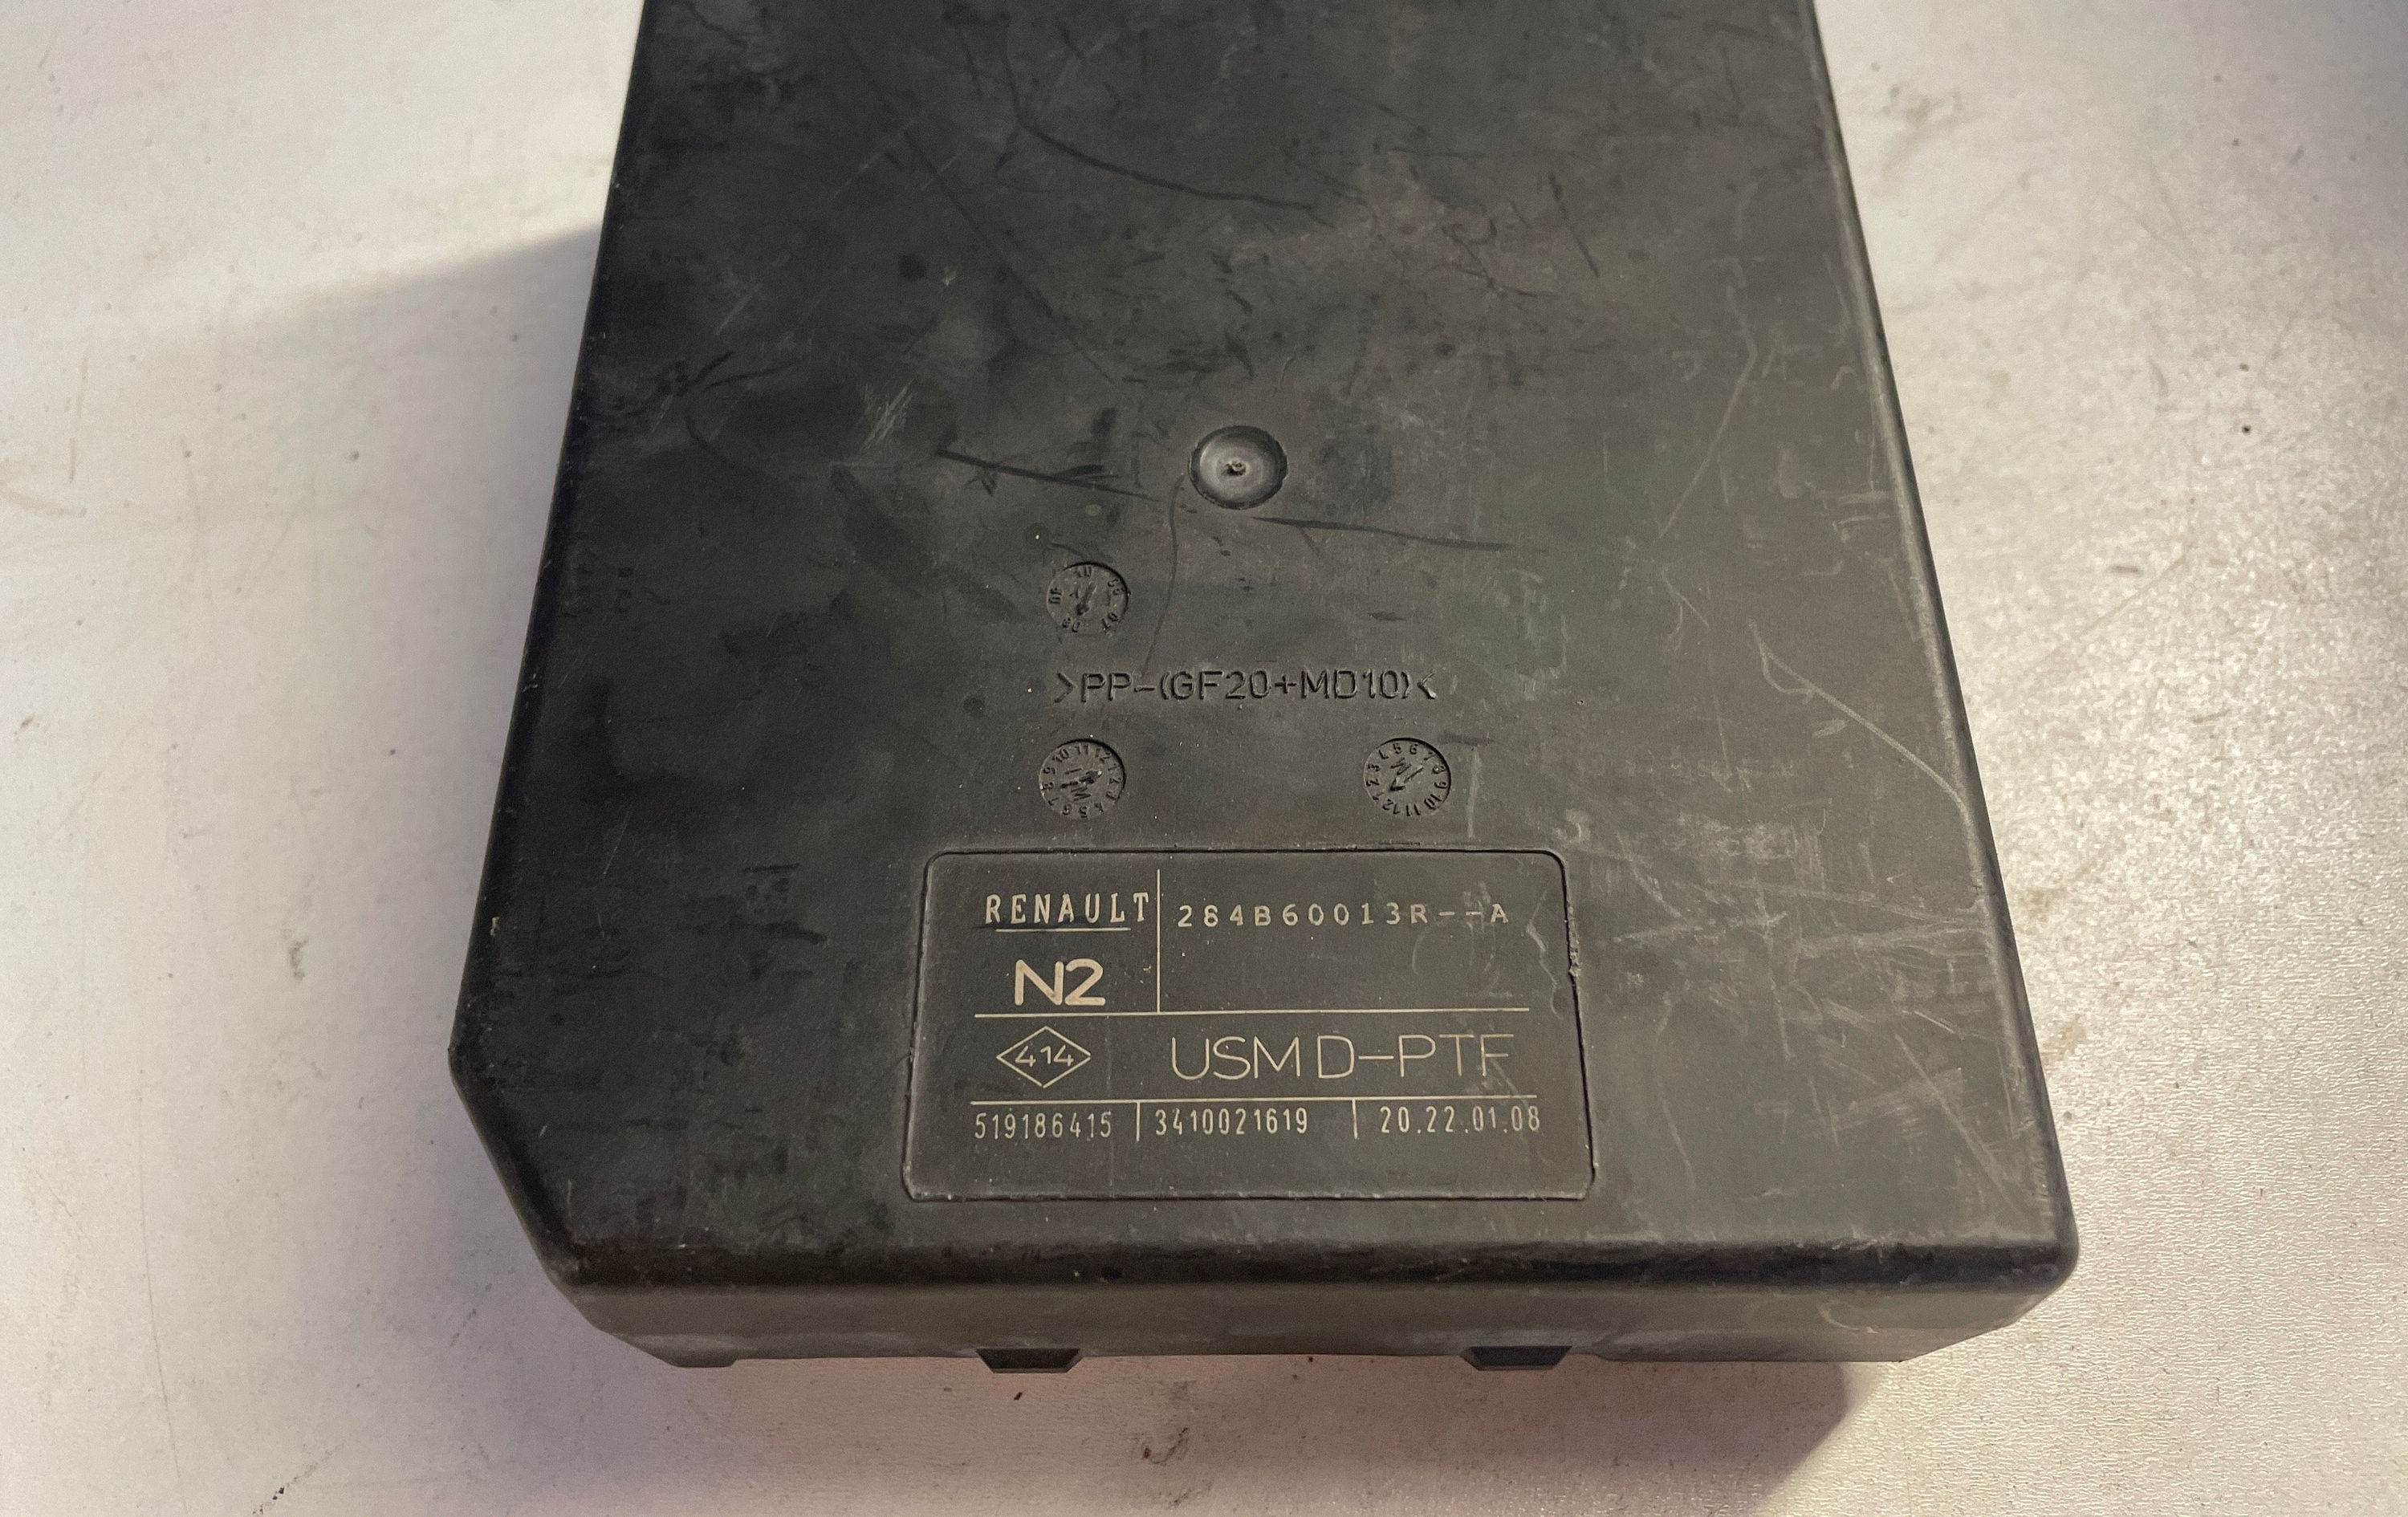 >PP-(GF20+MD10)<
RENAULT 284B60013R--A
N2
414 USM D-PTF
519186415 3410021619 20.22.01.08